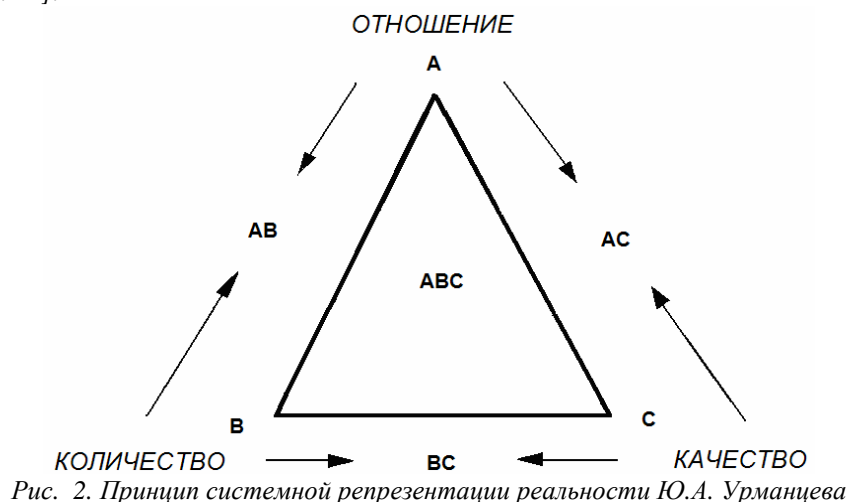 ОТНОШЕНИЕ
A
AB
AC
ABC
B
C
КОЛИЧЕСТВО
BC
КАЧЕСТВО
Рис. 2. Принцип системной репрезентации реальности Ю.А. Урманцева